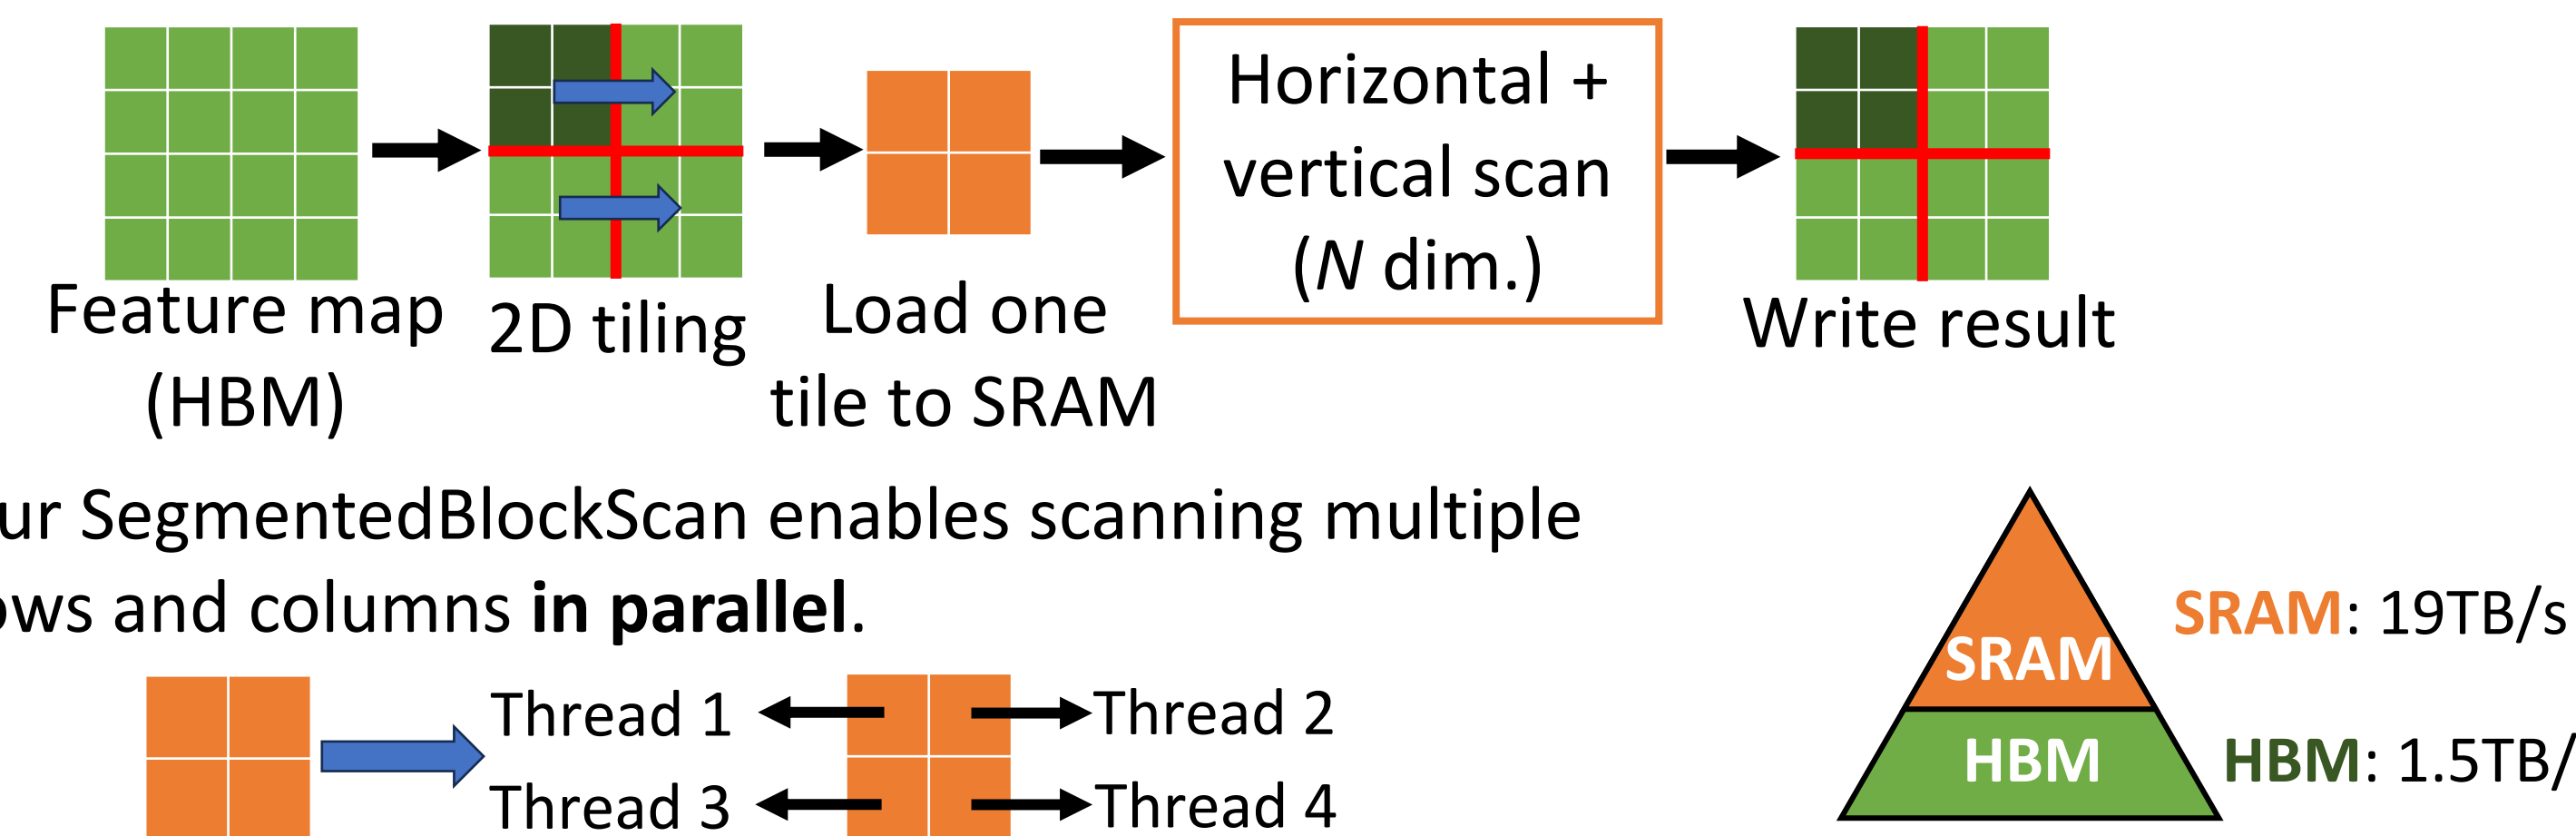 Horizontal +
vertical scan
(N dim.)
Feature map
(HBM)
2D tiling
Load one
tile to SRAM
Write result
ur SegmentedBlockScan enables scanning multiple
ows and columns in parallel.
SRAM
HBM
SRAM: 19TB/s
HBM: 1.5TB/
Thread 1
Thread 2
Thread 3
Thread 4